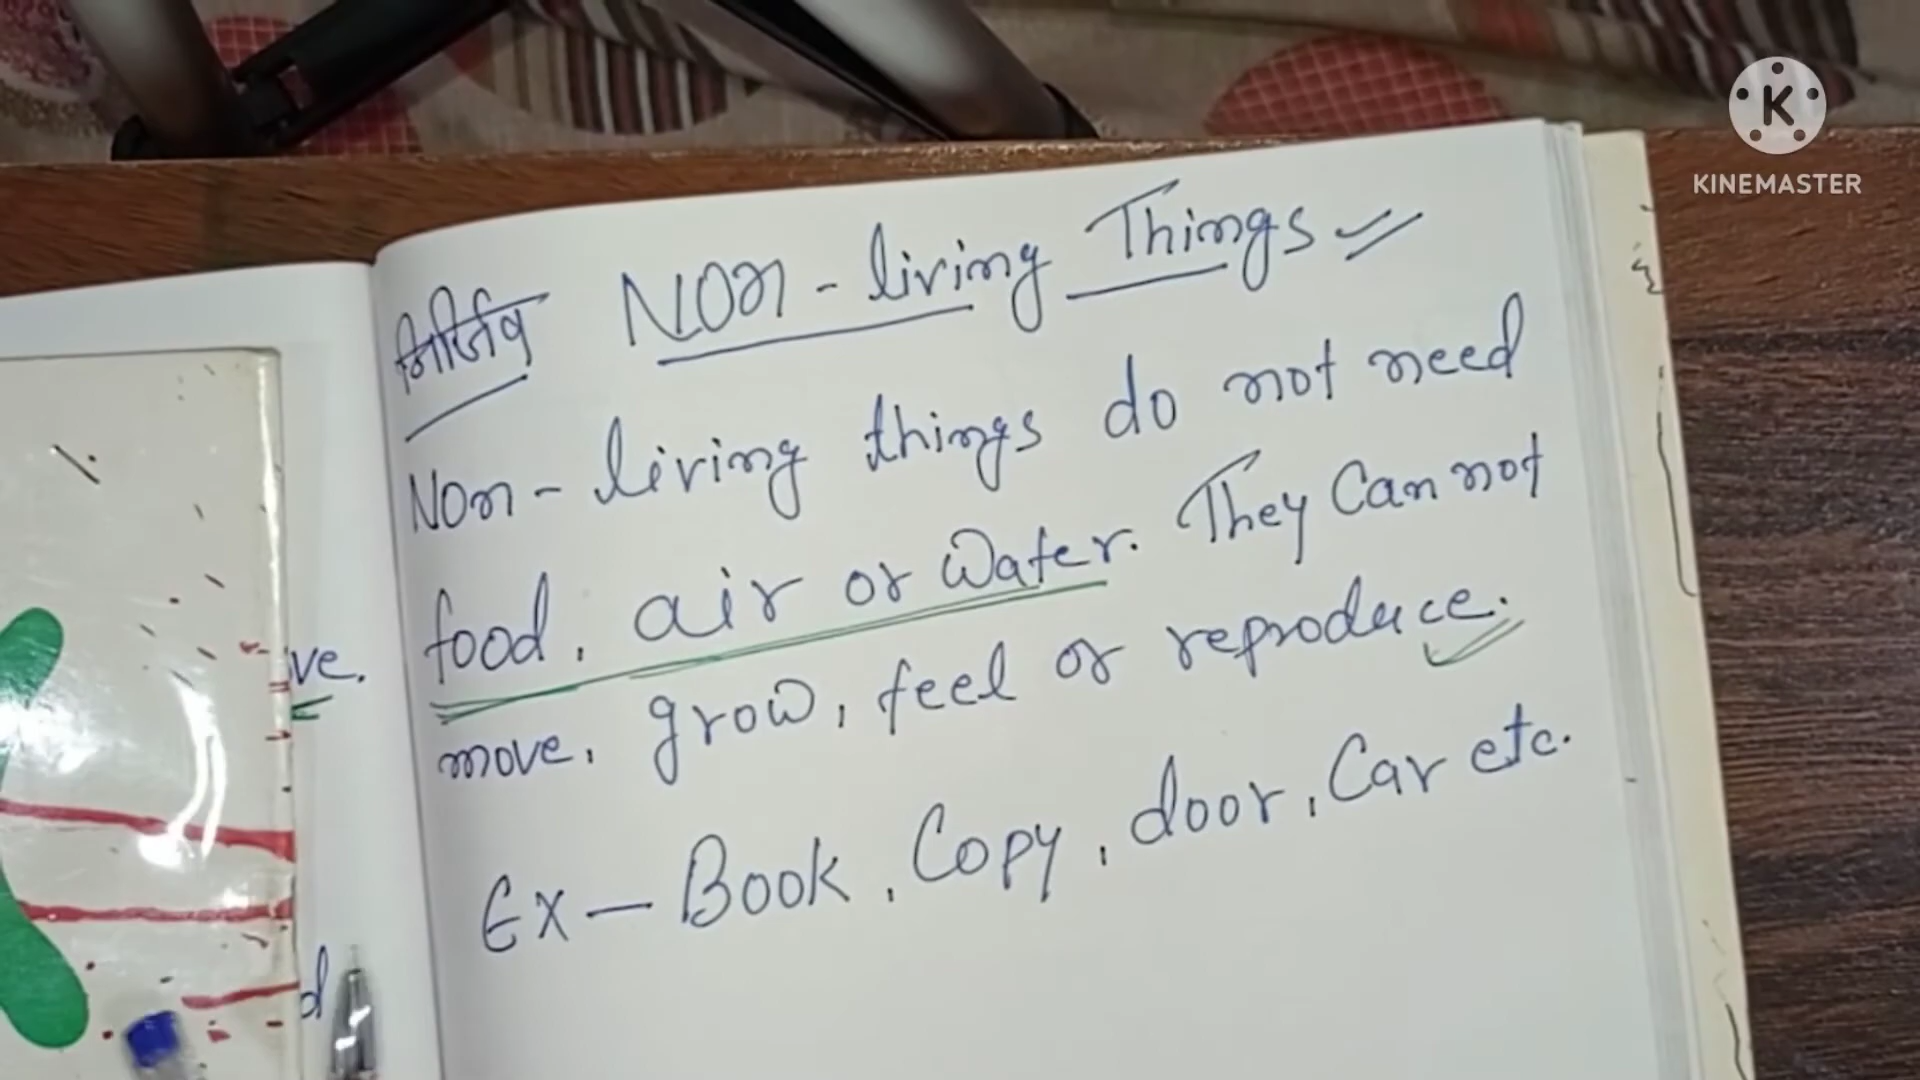 KINEMASTER
निर्जिव Non-living Things
Non-living things do not need
food, air or water. They Can not
move, grow, feel or reproduce.
Ex - Book, Copy, door, Car etc.
ve.
d